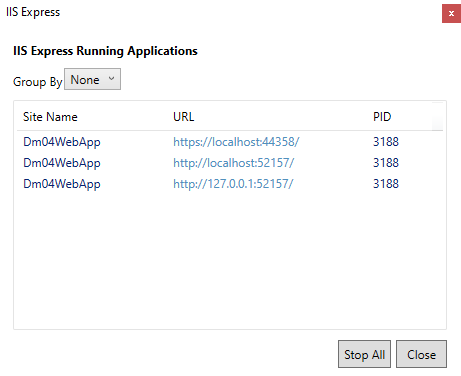 IIS Express
x
IIS Express Running Applications
Group By None
Site Name URL PID
Dm04WebApp https://localhost:44358/ 3188
Dm04WebApp http://localhost:52157/ 3188
Dm04WebApp http://127.0.0.1:52157/ 3188
Stop All Close